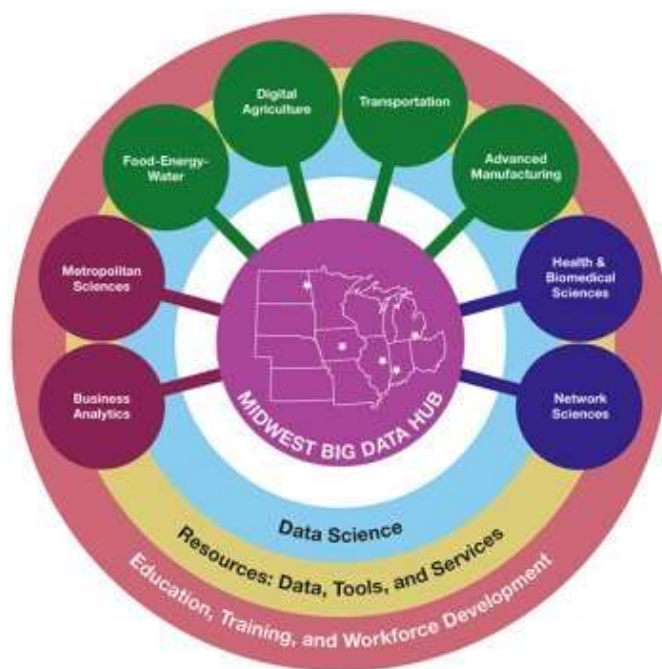 Digital
Agriculture
Transportation
Food-Energy-
Water
Advanced
Manufacturing
Metropolitan
Sciences
Health &
Biomedical
Sciences
Business
Analytics
Network
Sciences
MIDWEST BIG DATA HUB
Data Science
Resources: Data, Tools, and Services
Education, Training, and Workforce Development